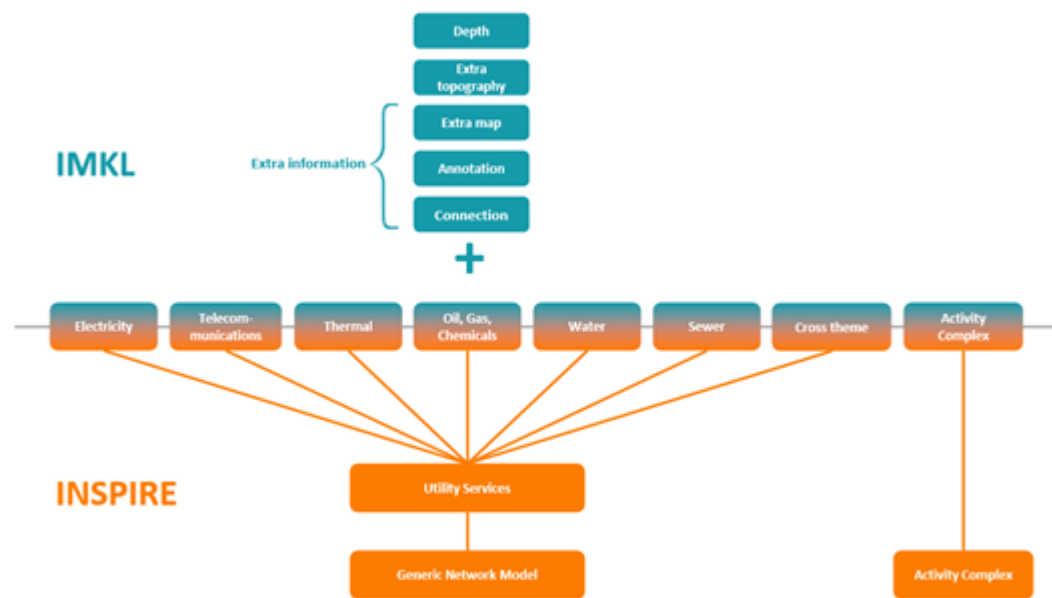 Depth
Extra
topography
Extra map
IMKL
Extra information
Annotation
Connection
+
Electricity
Telecom-
munications
Thermal
Oil, Gas,
Chemicals
Water
Sewer
Cross theme
Activity
Complex
INSPIRE
Utility Services
Generic Network Model
Activity Complex